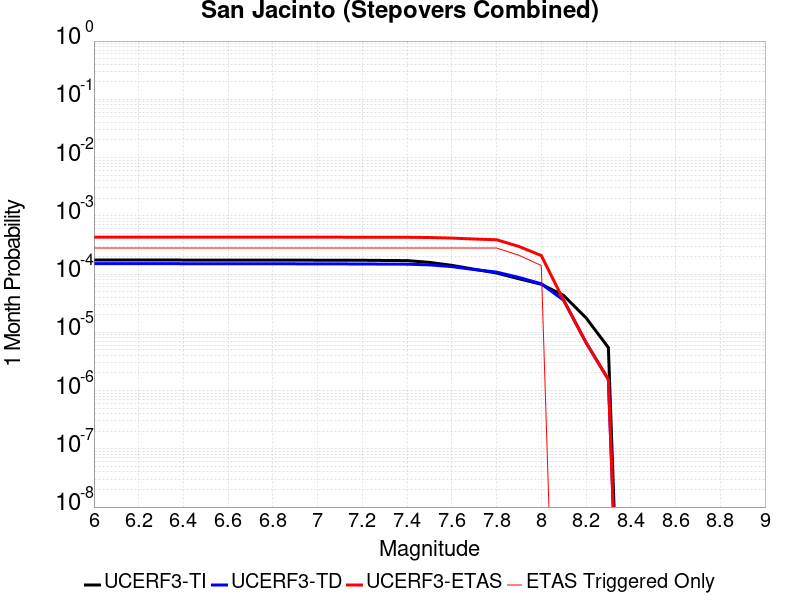 San Jacinto (Stepovers Combined)
10^0
10^-1
10^-2
10^-3
10^-4
10^-5
10^-6
10^-7
10^-8
1 Month Probability
6 6.2 6.4 6.6 6.8 7 7.2 7.4 7.6 7.8 8 8.2 8.4 8.6 8.8 9
Magnitude
UCERF3-TI UCERF3-TD UCERF3-ETAS ETAS Triggered Only